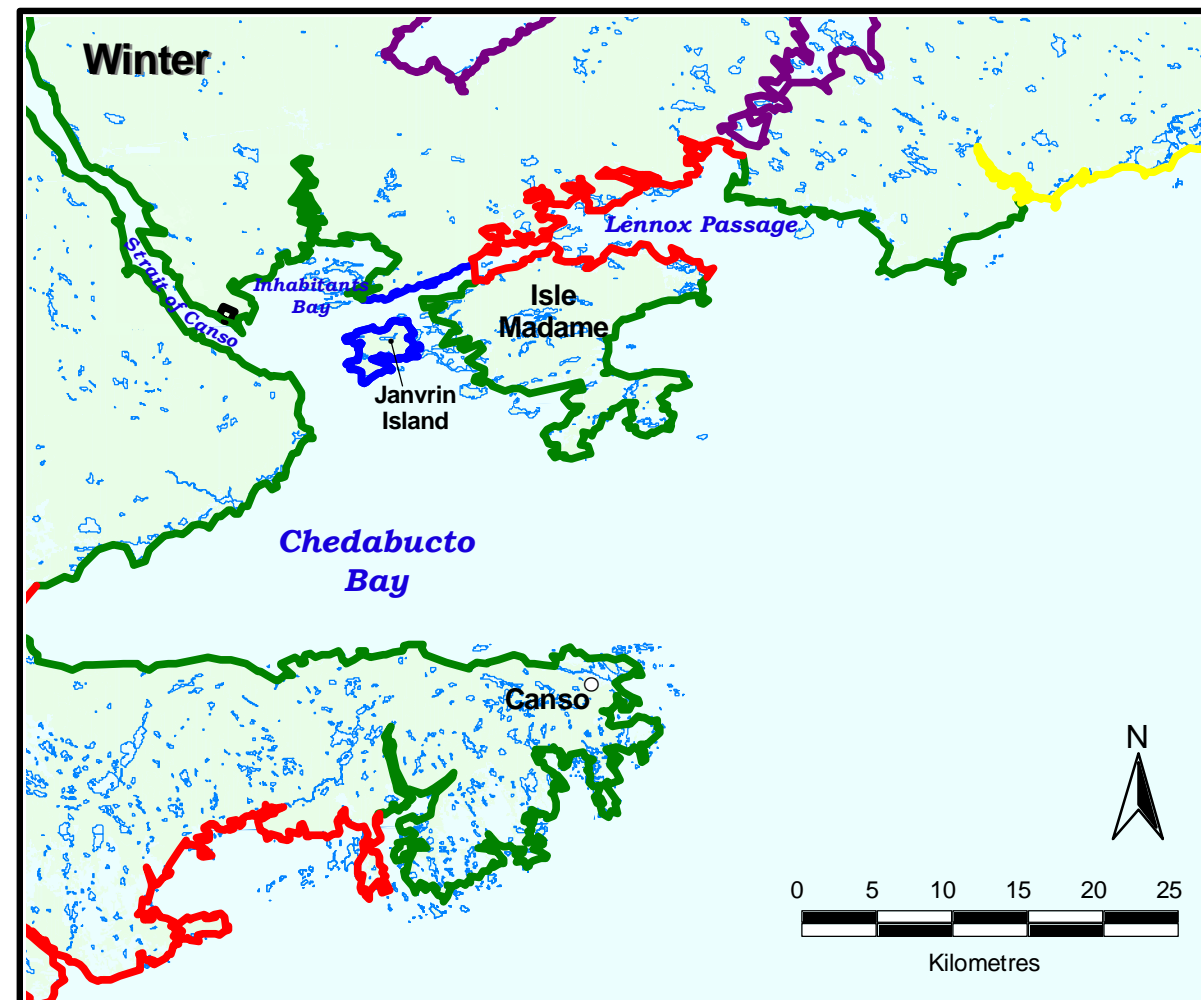 Winter
Lennox Passage
Strait of Canso
Inhabitants
Bay
Isle
Madame
Janvrin
Island
Chedabucto
Bay
Canso
N
0 5 10 15 20 25
Kilometres